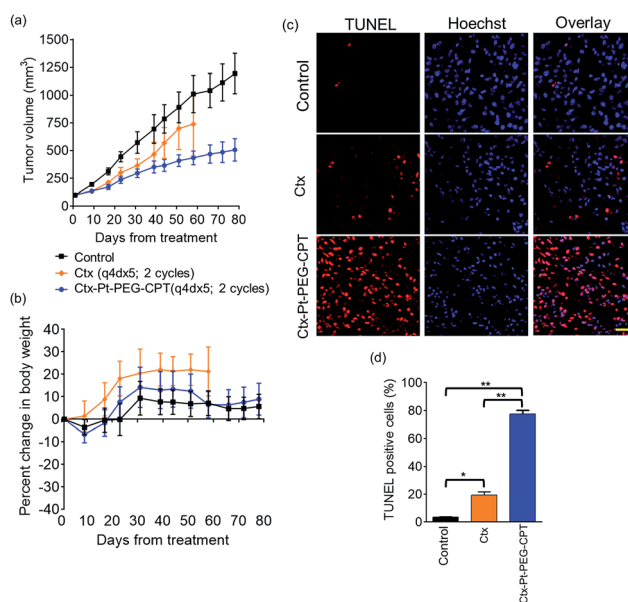 (a)
Tumor volume (mm³)
1500
1250
1000
750
500
250
0
0 10 20 30 40 50 60 70 80
Days from treatment
Control
Ctx (q4dx5; 2 cycles)
Ctx-Pt-PEG-CPT(q4dx5; 2 cycles)
(b)
Percent change in body weight
40
30
20
10
0
-10
-20
-30
-40
0 10 20 30 40 50 60 70 80
Days from treatment
(c)
TUNEL Hoechst Overlay
Control
Ctx
Ctx-Pt-PEG-CPT
(d)
TUNEL positive cells (%)
100
80
60
40
20
0
**
**
*
Control
Ctx
Ctx-Pt-PEG-CPT